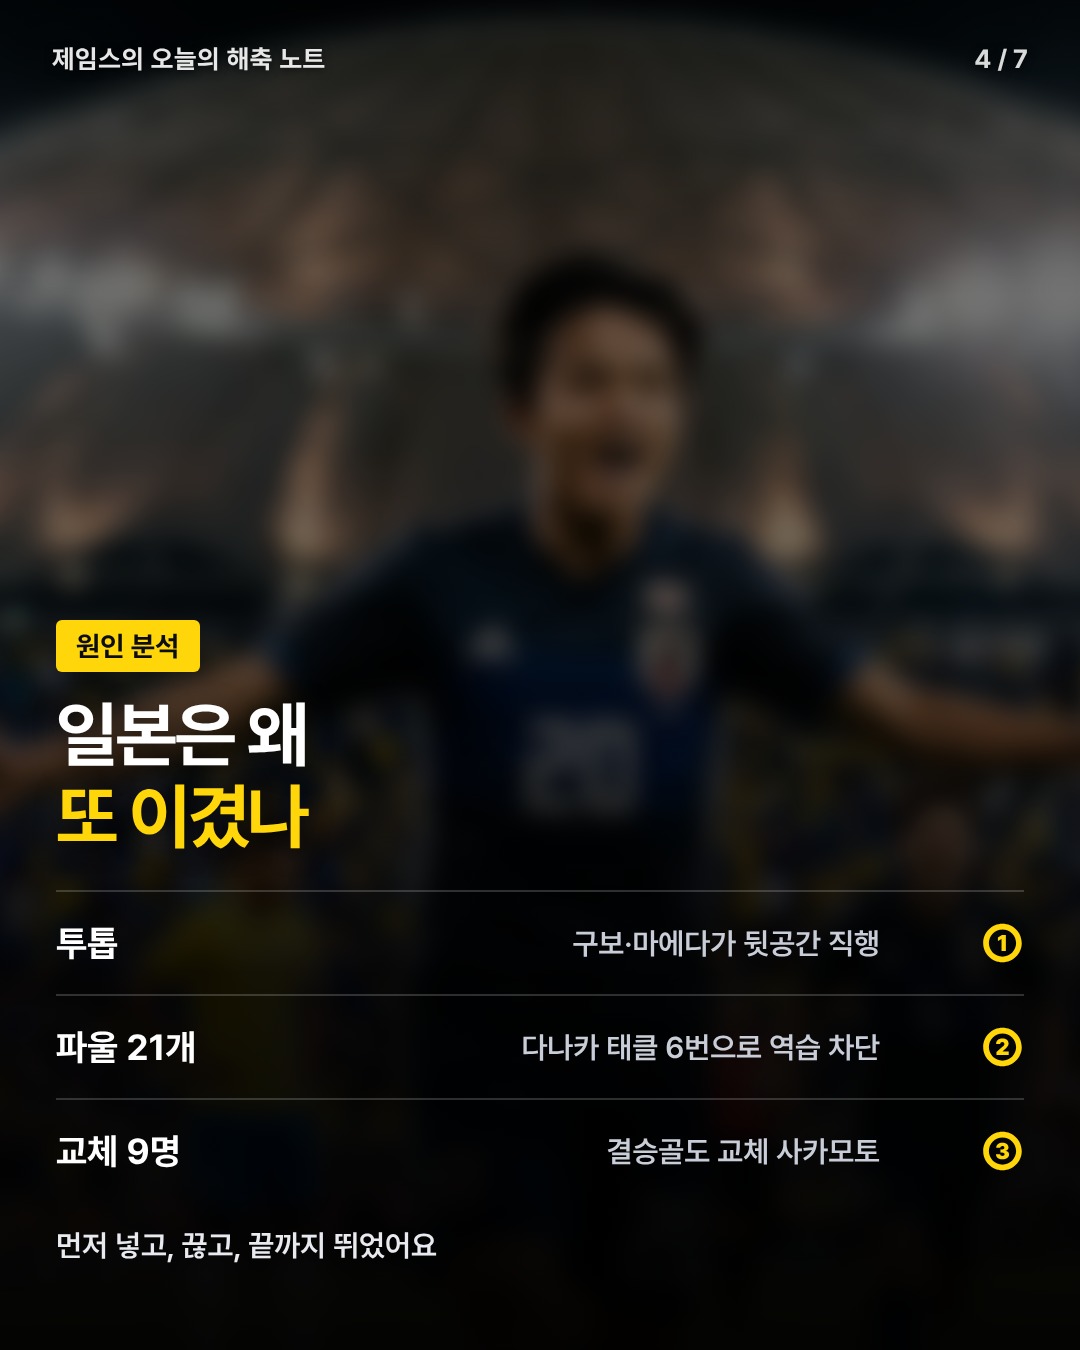 제임스의 오늘의 해축 노트
4 / 7
원인 분석
일본은 왜
또 이겼나
투톱 구보·마에다가 뒷공간 직행 1
파울 21개 다나카 태클 6번으로 역습 차단 2
교체 9명 결승골도 교체 사카모토 3
먼저 넣고, 끊고, 끝까지 뛰었어요